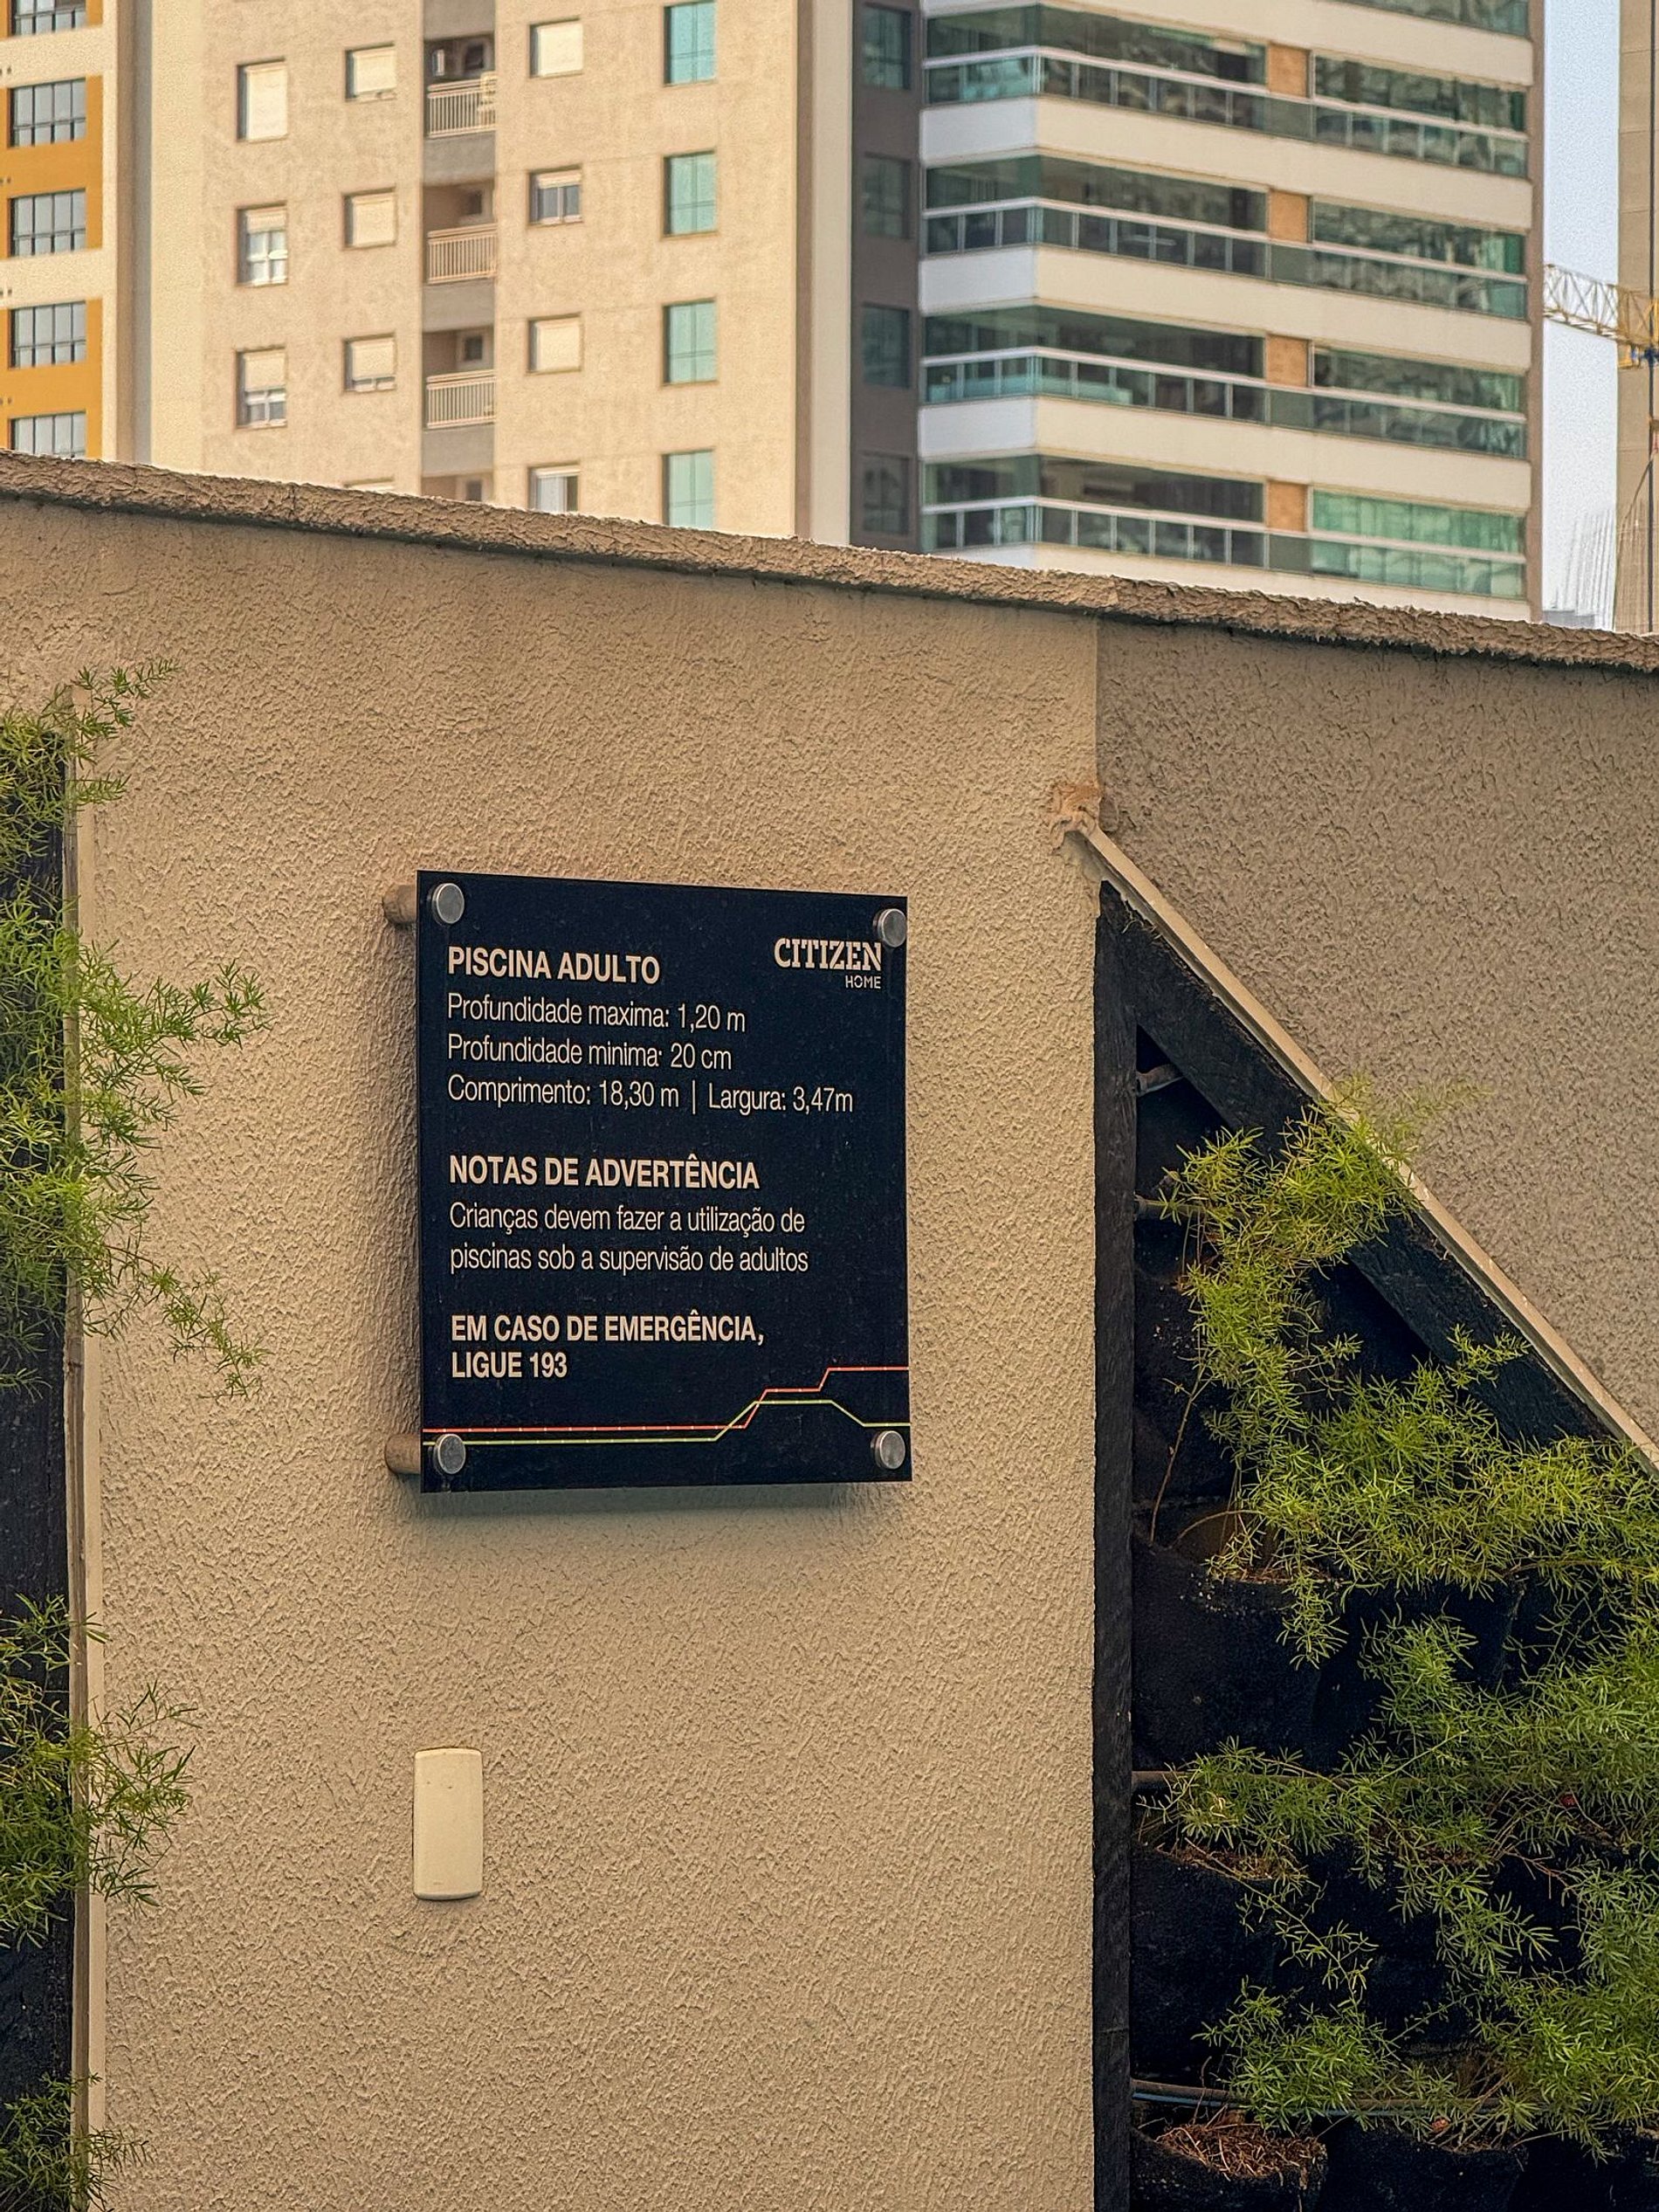 CITIZEN
HOME
PISCINA ADULTO
Profundidade maxima: 1,20 m
Profundidade minima: 20 cm
Comprimento: 18,30 m | Largura: 3,47m
NOTAS DE ADVERTÊNCIA
Crianças devem fazer a utilização de
piscinas sob a supervisão de adultos
EM CASO DE EMERGÊNCIA,
LIGUE 193